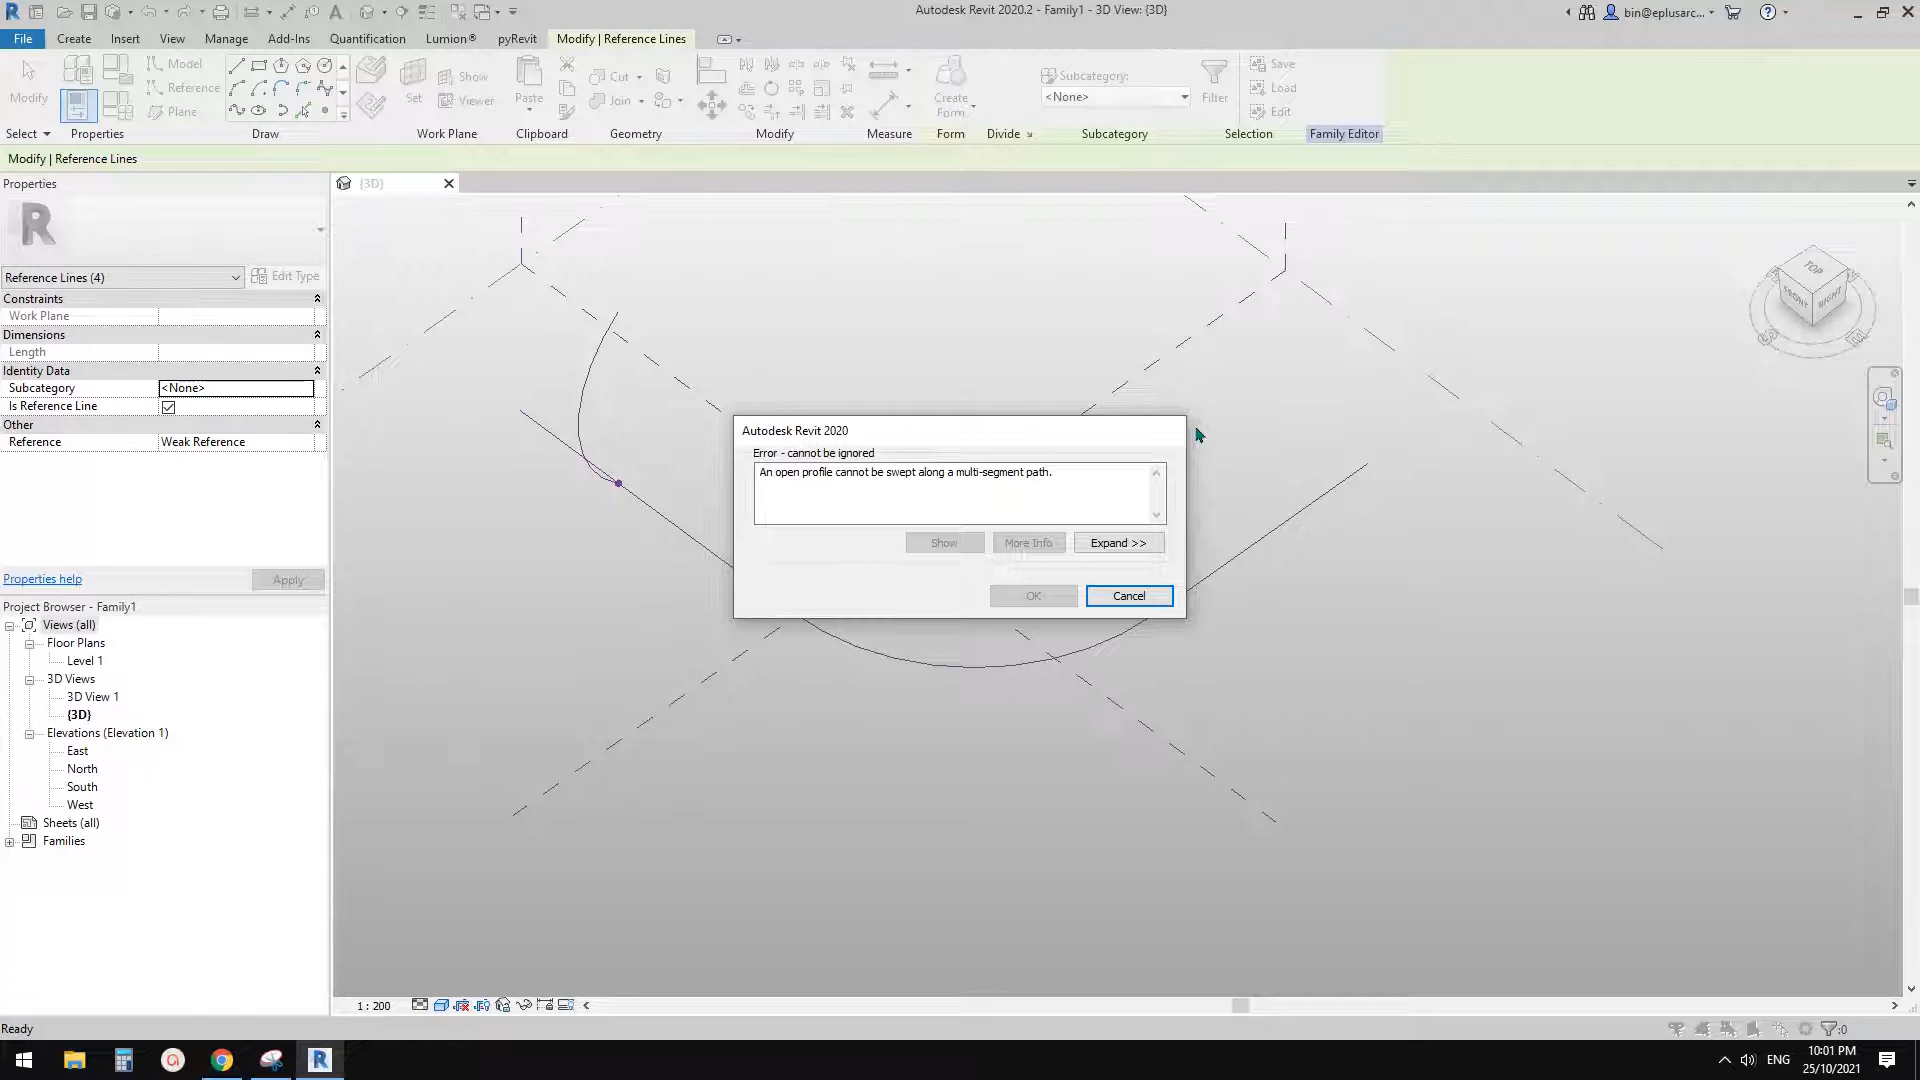 Autodesk Revit 2020.2 - Family1 - 3D View: {3D}
bin@eplusarc...
File Create Insert View Manage Add-Ins Quantification Lumion® pyRevit Modify | Reference Lines
Modify
Model
Reference
Plane
Set
Show
Viewer
Paste
Cut
Join
Create
Form
Subcategory:
<None>
Filter
Save
Load
Edit
Select Properties Draw Work Plane Clipboard Geometry Modify Measure Form Divide Subcategory Selection Family Editor
Modify | Reference Lines
Properties
{3D}
Reference Lines (4)
Edit Type
Constraints
Work Plane
Dimensions
Length
Identity Data
Subcategory <None>
Is Reference Line
Other
Reference Weak Reference
Properties help
Apply
Project Browser - Family1
Views (all)
Floor Plans
Level 1
3D Views
3D View 1
{3D}
Elevations (Elevation 1)
East
North
South
West
Sheets (all)
Families
TOP
FRONT
RIGHT
Autodesk Revit 2020
Error - cannot be ignored
An open profile cannot be swept along a multi-segment path.
Show More Info Expand >>
OK Cancel
1 : 200
Ready
:0
ENG
10:01 PM
25/10/2021